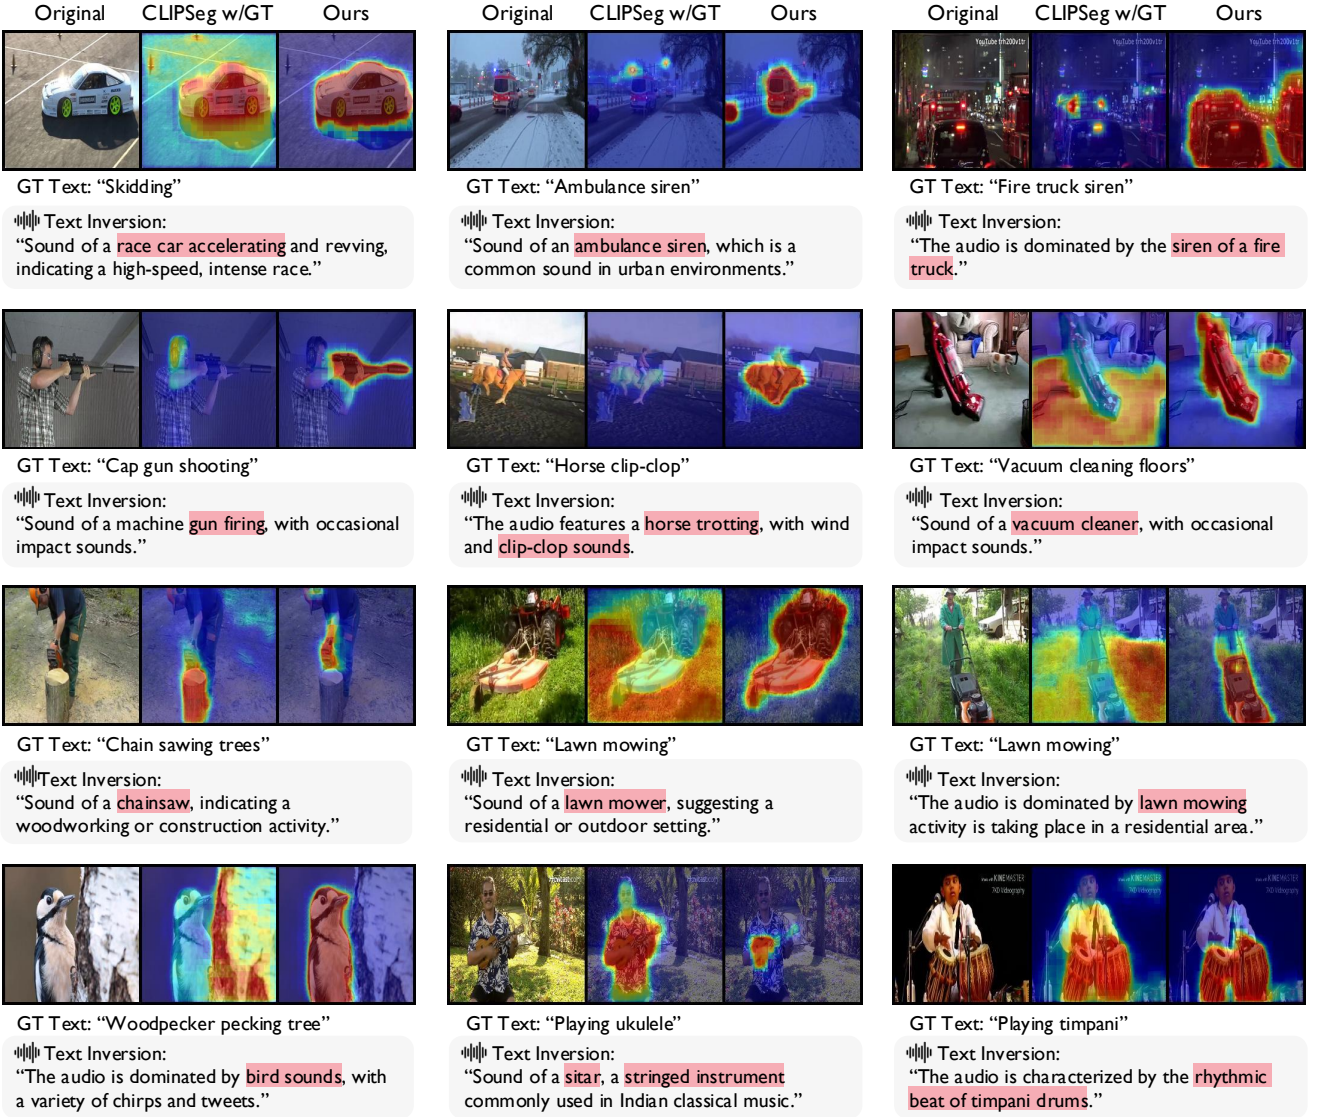 Original CLIPSeg w/GT Ours
Original CLIPSeg w/GT Ours
Original CLIPSeg w/GT Ours
YouTube trh200v1tr
YouTube trh200v1tr
YouTube trh200v1tr
GT Text: “Skidding”
Text Inversion:
“Sound of a race car accelerating and revving,
indicating a high-speed, intense race.”
GT Text: “Ambulance siren”
Text Inversion:
“Sound of an ambulance siren, which is a
common sound in urban environments.”
GT Text: “Fire truck siren”
Text Inversion:
“The audio is dominated by the siren of a fire
truck.”
GT Text: “Cap gun shooting”
Text Inversion:
“Sound of a machine gun firing, with occasional
impact sounds.”
GT Text: “Horse clip-clop”
Text Inversion:
“The audio features a horse trotting, with wind
and clip-clop sounds.
GT Text: “Vacuum cleaning floors”
Text Inversion:
“Sound of a vacuum cleaner, with occasional
impact sounds.”
GT Text: “Chain sawing trees”
Text Inversion:
“Sound of a chainsaw, indicating a
woodworking or construction activity.”
GT Text: “Lawn mowing”
Text Inversion:
“Sound of a lawn mower, suggesting a
residential or outdoor setting.”
GT Text: “Lawn mowing”
Text Inversion:
“The audio is dominated by lawn mowing
activity is taking place in a residential area.”
KINEMASTER
KINEMASTER
KINEMASTER
GT Text: “Woodpecker pecking tree”
Text Inversion:
“The audio is dominated by bird sounds, with
a variety of chirps and tweets.”
GT Text: “Playing ukulele”
Text Inversion:
“Sound of a sitar, a stringed instrument
commonly used in Indian classical music.”
GT Text: “Playing timpani”
Text Inversion:
“The audio is characterized by the rhythmic
beat of timpani drums.”